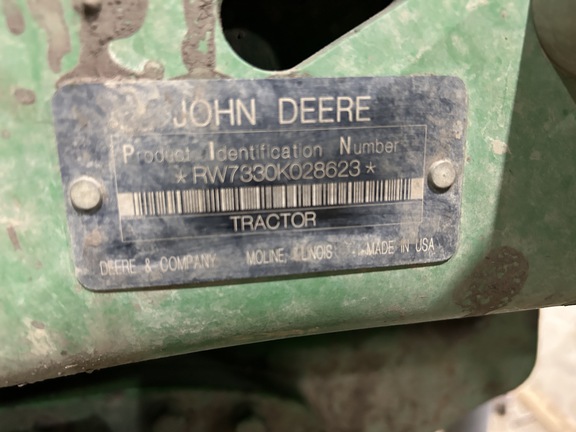 JOHN DEERE
Product Identification Number
*RW7330K028623*
TRACTOR
DEERE & COMPANY MOLINE, ILLINOIS MADE IN USA